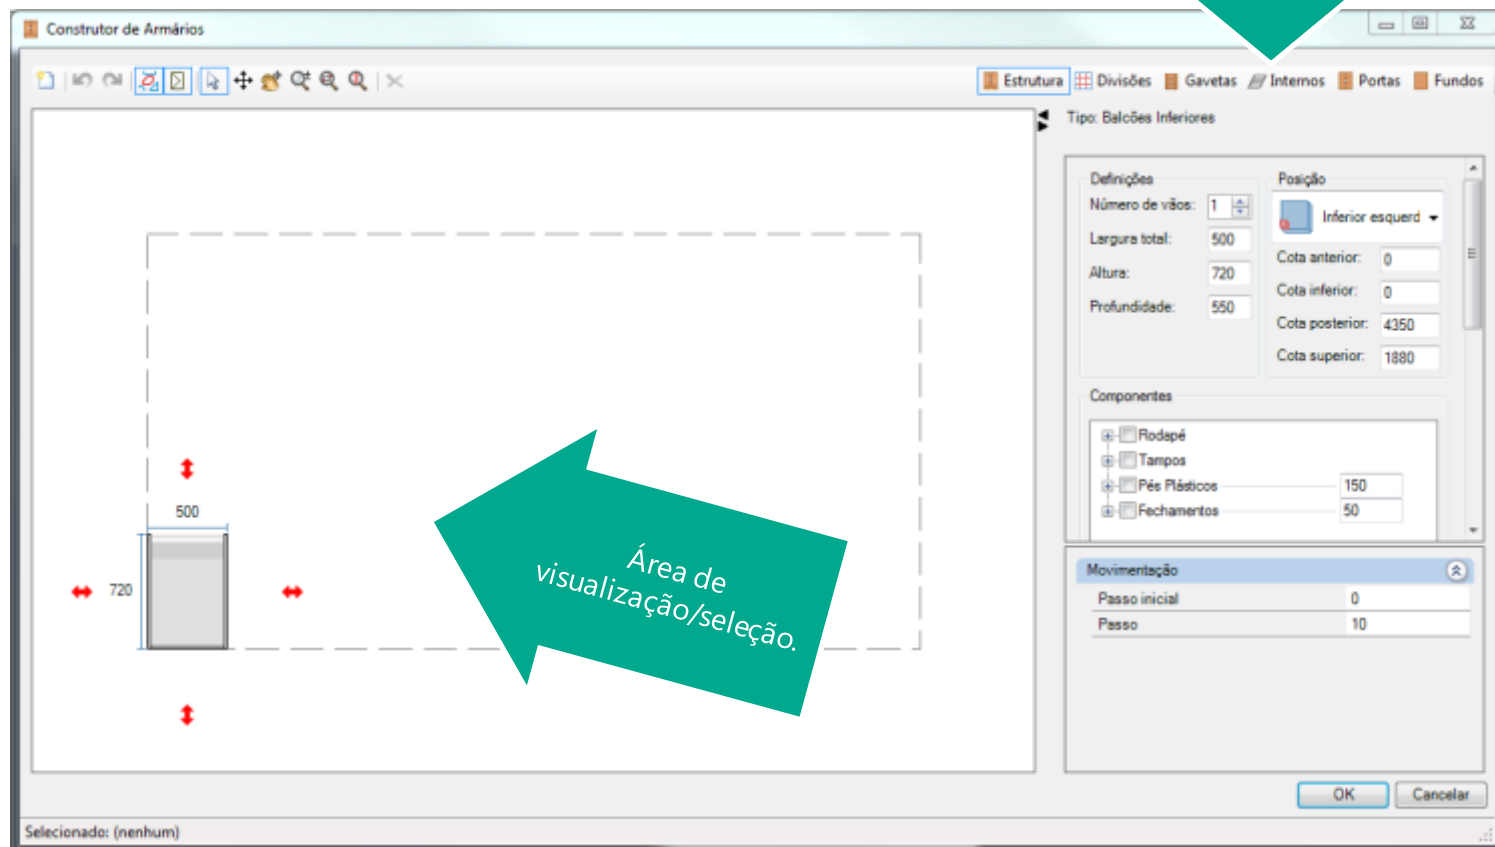 Construtor de Armários
Estrutura Divisões Gavetas Internos Portas Fundos
Tipo: Balcões Inferiores
Definições
Número de vãos: 1
Largura total: 500
Altura: 720
Profundidade: 550
Posição
Inferior esquerd
Cota anterior: 0
Cota inferior: 0
Cota posterior: 4350
Cota superior: 1880
Componentes
Rodapé
Tampos
Pés Plásticos 150
Fechamentos 50
500
720
Área de
visualização/seleção.
Movimentação
Passo inicial 0
Passo 10
OK Cancelar
Selecionado: (nenhum)